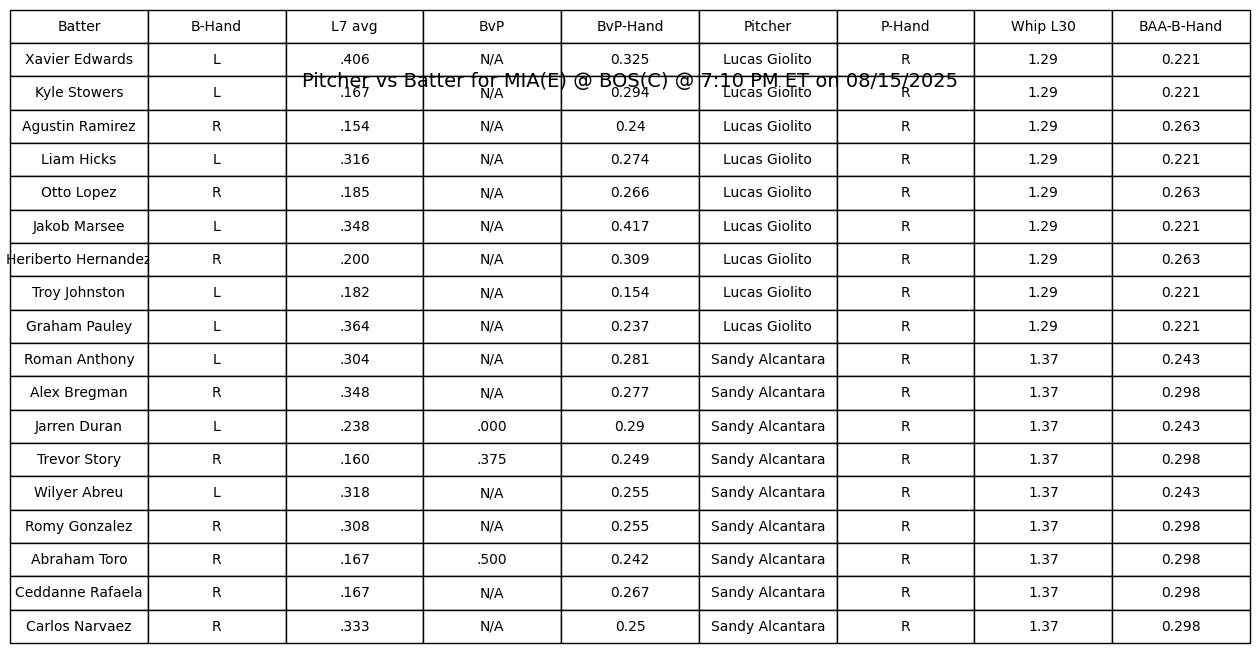 Batter B-Hand L7 avg BvP BvP-Hand Pitcher P-Hand Whip L30 BAA-B-Hand
Xavier Edwards L .406 N/A 0.325 Lucas Giolito R 1.29 0.221
Pitcher vs Batter for MIA(E) @ BOS(C) @ 7:10 PM ET on 08/15/2025
Kyle Stowers L .167 N/A 0.294 Lucas Giolito R 1.29 0.221
Agustin Ramirez R .154 N/A 0.24 Lucas Giolito R 1.29 0.263
Liam Hicks L .316 N/A 0.274 Lucas Giolito R 1.29 0.221
Otto Lopez R .185 N/A 0.266 Lucas Giolito R 1.29 0.263
Jakob Marsee L .348 N/A 0.417 Lucas Giolito R 1.29 0.221
Heriberto Hernandez R .200 N/A 0.309 Lucas Giolito R 1.29 0.263
Troy Johnston L .182 N/A 0.154 Lucas Giolito R 1.29 0.221
Graham Pauley L .364 N/A 0.237 Lucas Giolito R 1.29 0.221
Roman Anthony L .304 N/A 0.281 Sandy Alcantara R 1.37 0.243
Alex Bregman R .348 N/A 0.277 Sandy Alcantara R 1.37 0.298
Jarren Duran L .238 .000 0.29 Sandy Alcantara R 1.37 0.243
Trevor Story R .160 .375 0.249 Sandy Alcantara R 1.37 0.298
Wilyer Abreu L .318 N/A 0.255 Sandy Alcantara R 1.37 0.243
Romy Gonzalez R .308 N/A 0.255 Sandy Alcantara R 1.37 0.298
Abraham Toro R .167 .500 0.242 Sandy Alcantara R 1.37 0.298
Ceddanne Rafaela R .167 N/A 0.267 Sandy Alcantara R 1.37 0.298
Carlos Narvaez R .333 N/A 0.25 Sandy Alcantara R 1.37 0.298